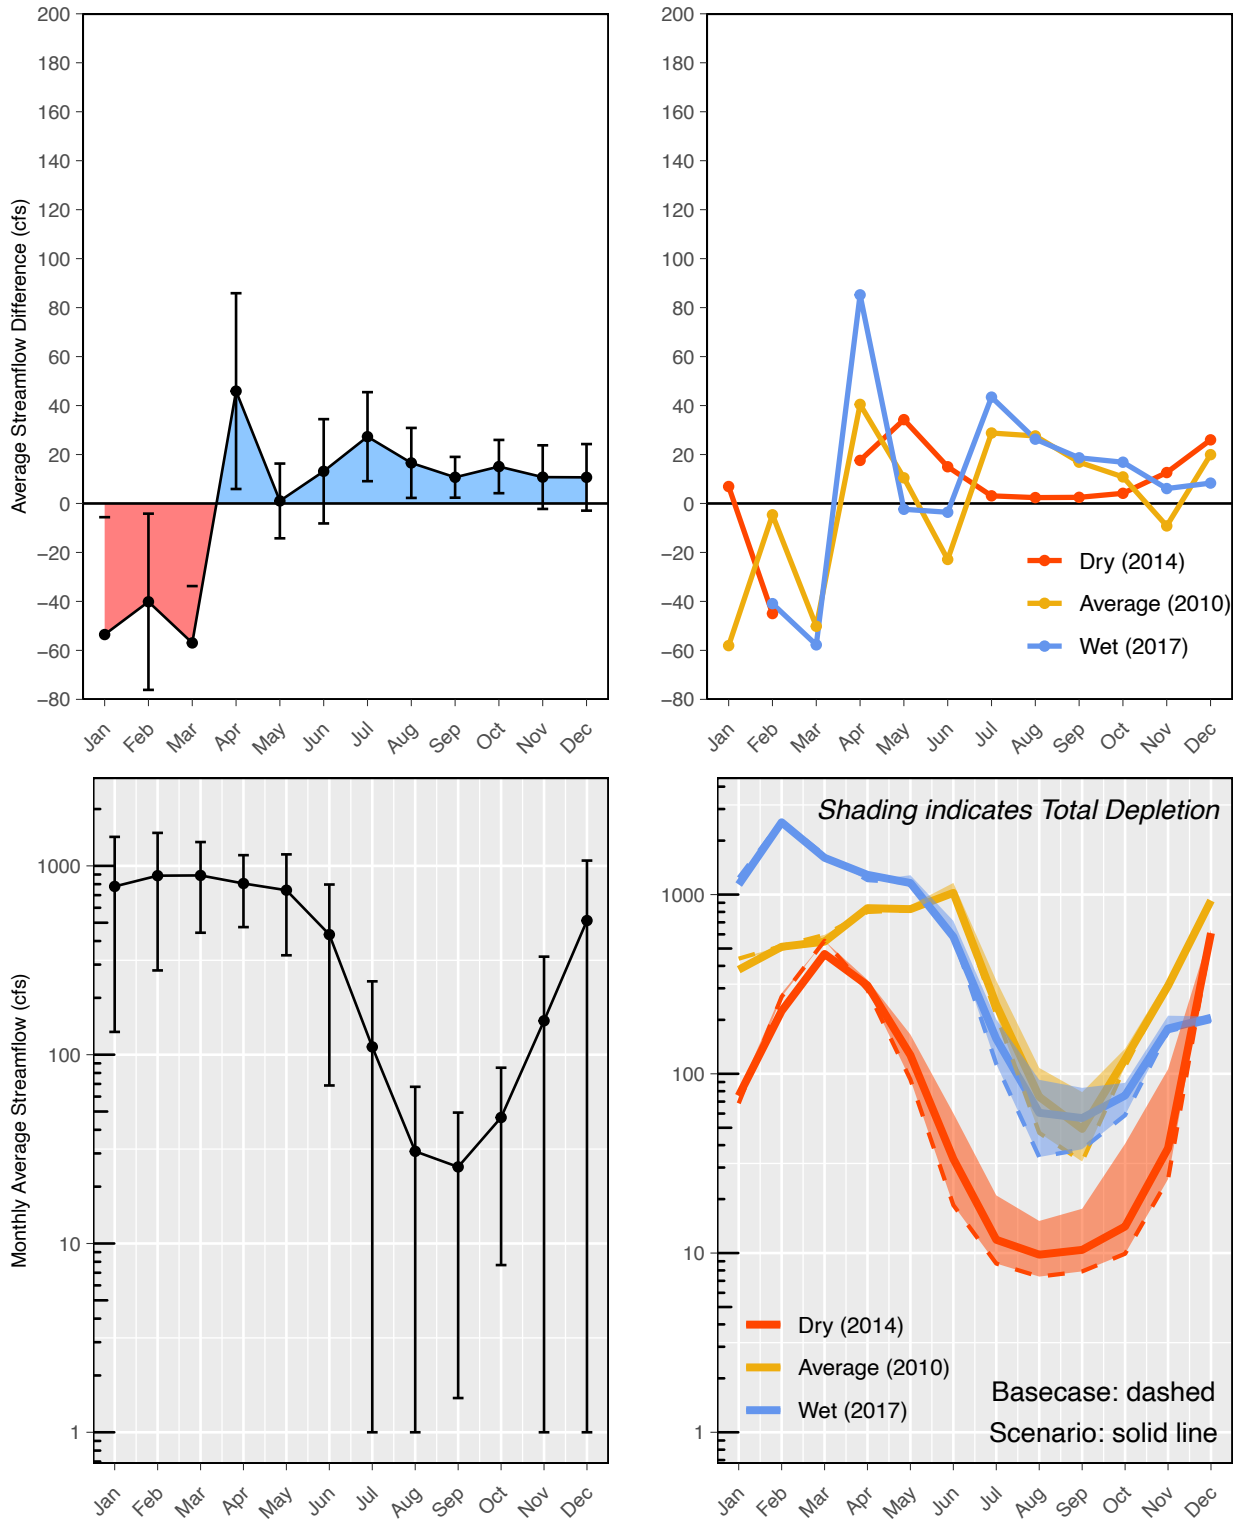 Average Streamflow Difference (cfs)
200
180
160
140
120
100
80
60
40
20
0
−20
−40
−60
−80
Jan Feb Mar Apr May Jun Jul Aug Sep Oct Nov Dec
200
180
160
140
120
100
80
60
40
20
0
−20
−40
−60
−80
Dry (2014)
Average (2010)
Wet (2017)
Jan Feb Mar Apr May Jun Jul Aug Sep Oct Nov Dec
Monthly Average Streamflow (cfs)
1000
100
10
1
Jan Feb Mar Apr May Jun Jul Aug Sep Oct Nov Dec
Shading indicates Total Depletion
1000
100
10
1
Dry (2014)
Average (2010)
Wet (2017)
Basecase: dashed
Scenario: solid line
Jan Feb Mar Apr May Jun Jul Aug Sep Oct Nov Dec